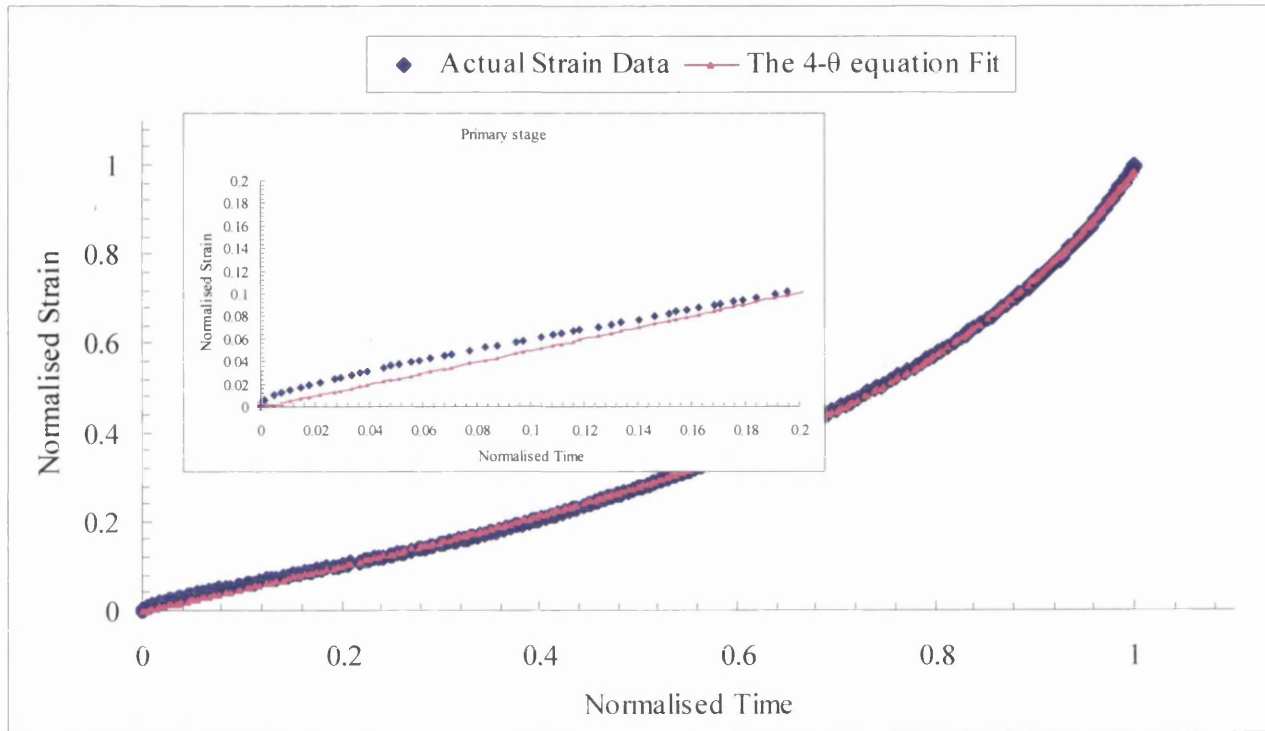 Actual Strain Data The 4-θ equation Fit
Primary stage
Normalised Strain
1
0.8
0.6
0.4
0.2
0
Normalised Strain
0.2
0.18
0.16
0.14
0.12
0.1
0.08
0.06
0.04
0.02
0
0 0.02 0.04 0.06 0.08 0.1 0.12 0.14 0.16 0.18 0.2
Normalised Time
0 0.2 0.4 0.6 0.8 1
Normalised Time